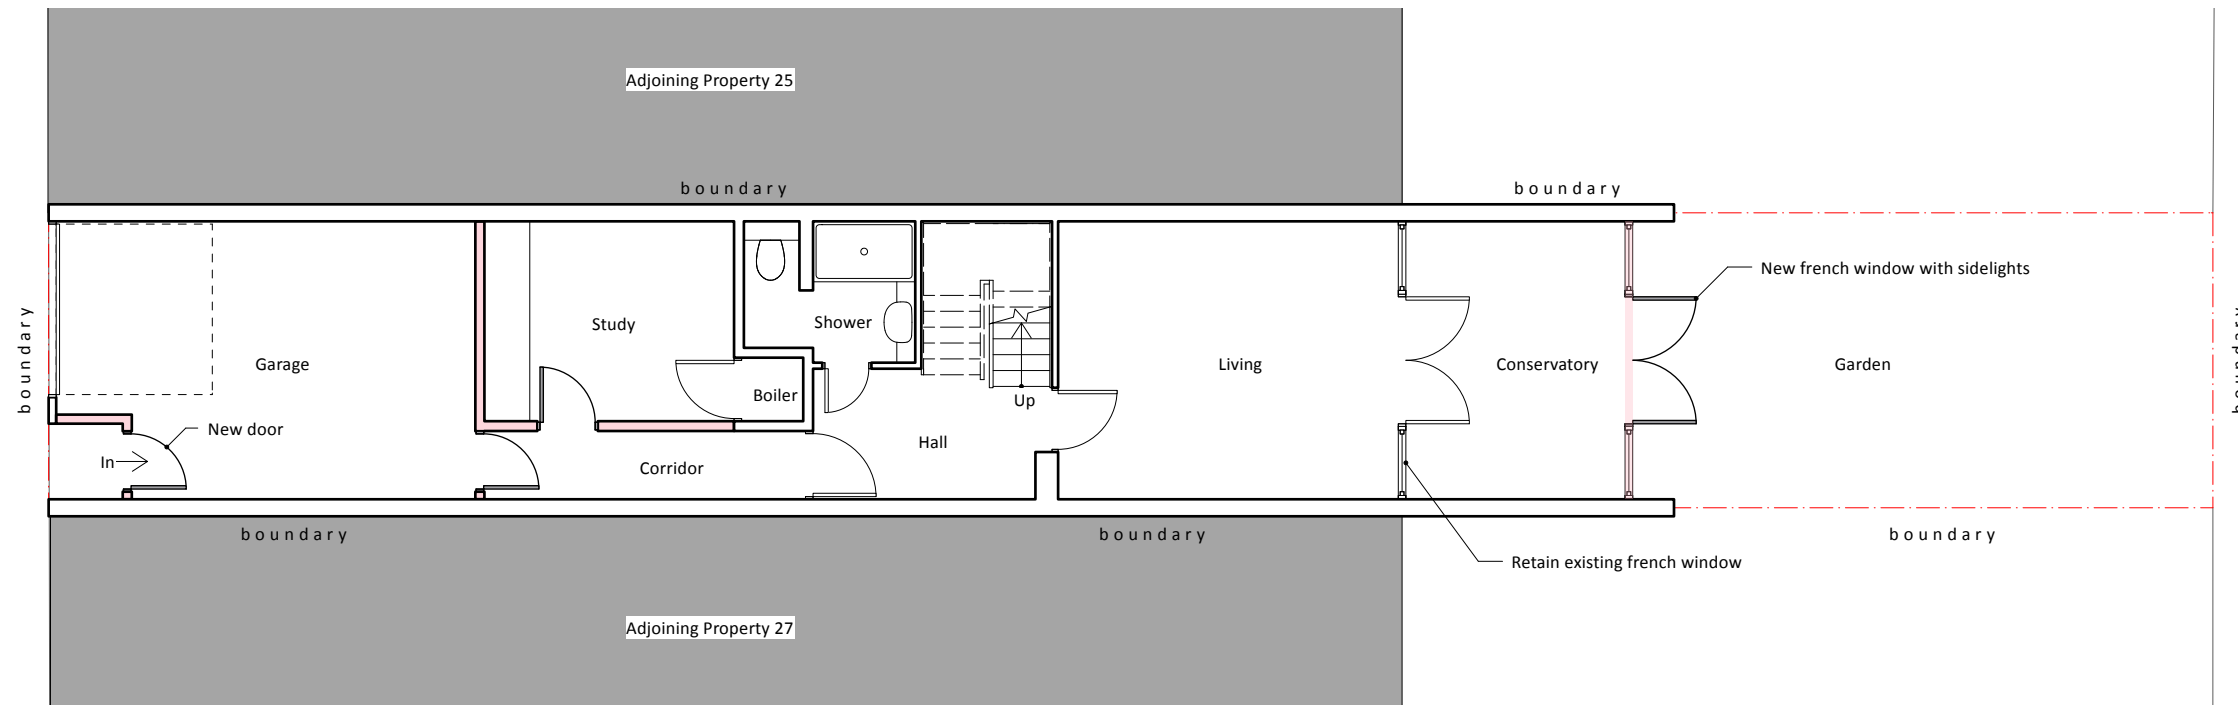 Adjoining Property 25
boundary
boundary
boundary
New french window with sidelights
Study
Shower
Garage
Living
Conservatory
Garden
boundary
Boiler
Up
New door
Hall
In
Corridor
boundary
boundary
boundary
Retain existing french window
Adjoining Property 27